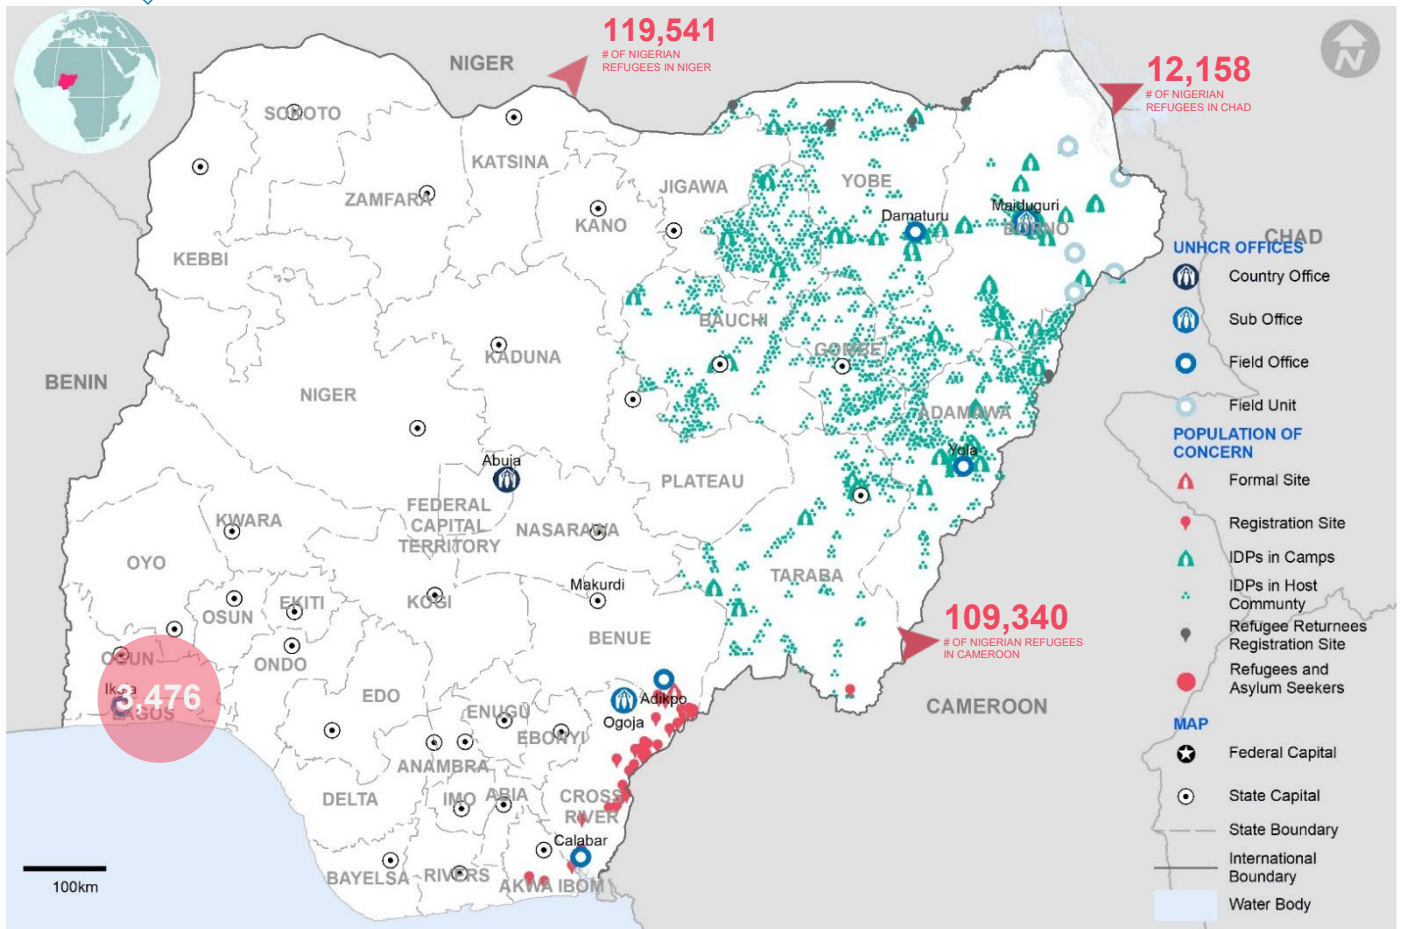 119,541
# OF NIGERIAN
REFUGEES IN NIGER
12,158
# OF NIGERIAN
REFUGEES IN CHAD
N
NIGER
SOKOTO
KATSINA
ZAMFARA
JIGAWA
YOBE
KANO
Damaturu
Maiduguri
BORNO
CHAD
KEBBI
BAUCHI
GOMBE
KADUNA
BENIN
NIGER
ADAMAWA
Yola
Abuja
PLATEAU
FEDERAL
CAPITAL
TERRITORY
KWARA
NASARAWA
OYO
TARABA
Makurdi
OSUN
EKITI
KOGI
109,340
# OF NIGERIAN REFUGEES
IN CAMEROON
BENUE
OGUN
ONDO
Ikeja
3,476
LAGOS
EDO
Adikpo
Ogoja
CAMEROON
ENUGU
EBONYI
ANAMBRA
DELTA
IMO
ABIA
CROSS
RIVER
Calabar
BAYELSA
RIVERS
AKWA IBOM
100km
UNHCR OFFICES
Country Office
Sub Office
Field Office
Field Unit
POPULATION OF
CONCERN
Formal Site
Registration Site
IDPs in Camps
IDPs in Host
Community
Refugee Returnees
Registration Site
Refugees and
Asylum Seekers
MAP
Federal Capital
State Capital
State Boundary
International
Boundary
Water Body